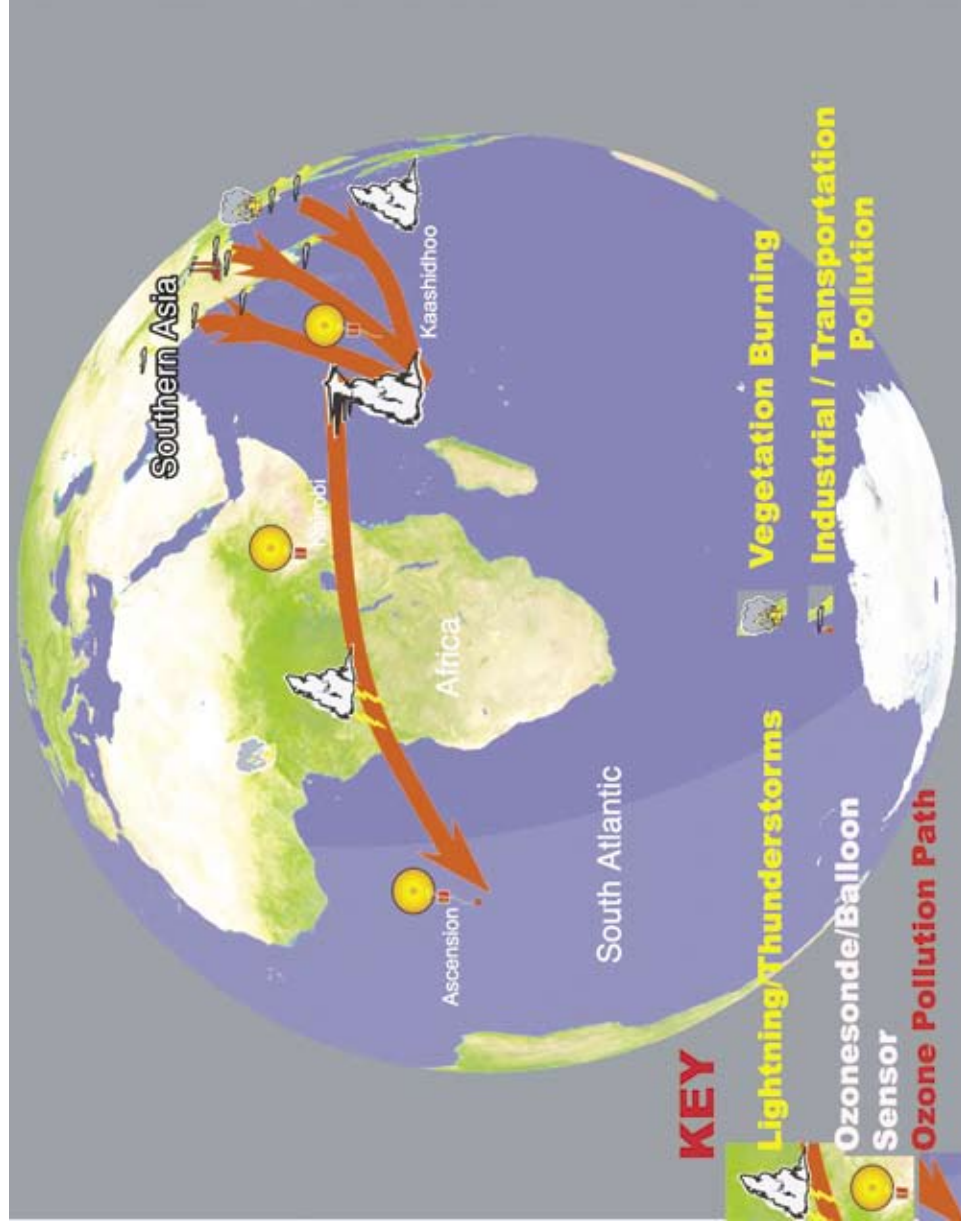 Southern Asia
Nairobi
Kaashidhoo
Africa
Ascension
South Atlantic
KEY
Lightning/Thunderstorms
Ozonesonde/Balloon
Sensor
Ozone Pollution Path
Vegetation Burning
Industrial / Transportation
Pollution